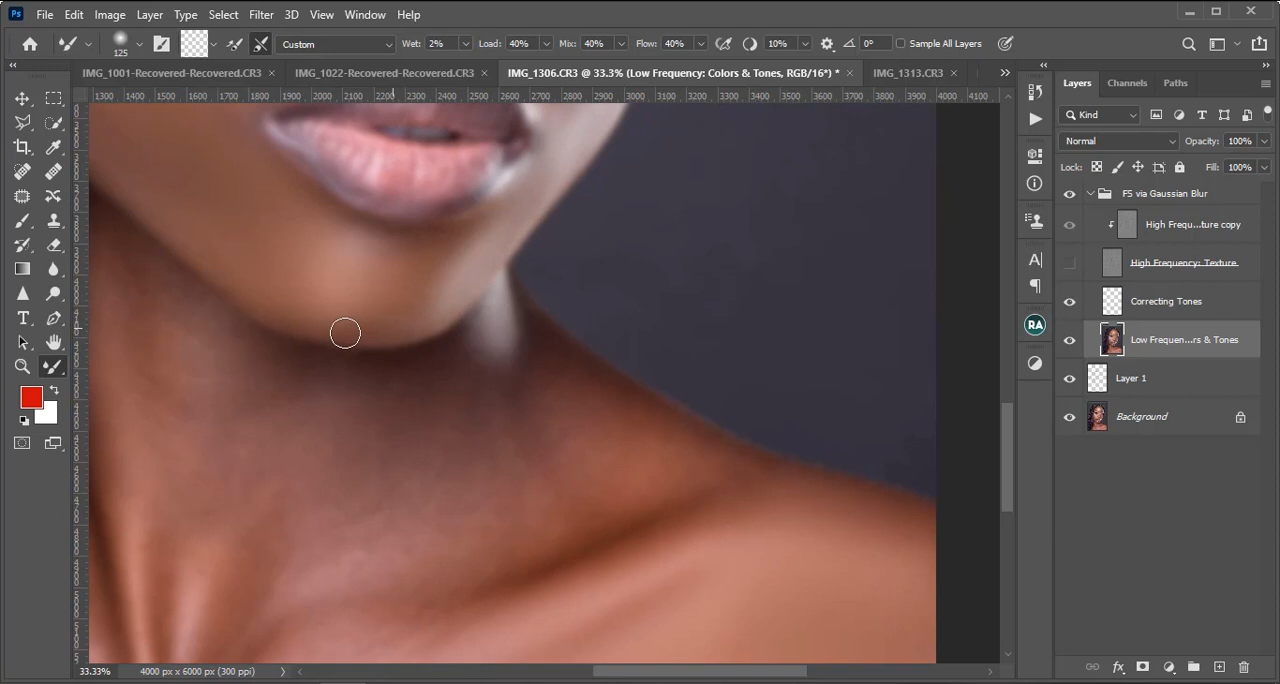 Ps File Edit Image Layer Type Select Filter 3D View Window Help
125 Custom Wet: 2% Load: 40% Mix: 40% Flow: 40% 10% 0° Sample All Layers
IMG_1001-Recovered-Recovered.CR3 × IMG_1022-Recovered-Recovered.CR3 × IMG_1306.CR3 @ 33.3% (Low Frequency: Colors & Tones, RGB/16*) * × IMG_1313.CR3 ×
1300 1400 1500 1600 1700 1800 1900 2000 2100 2200 2300 2400 2500 2600 2700 2800 2900 3000 3100 3200 3300 3400 3500 3600 3700 3800 3900 4000 4100
Layers Channels Paths
Kind
Normal Opacity: 100%
Lock: Fill: 100%
FS via Gaussian Blur
High Frequ...ture copy
High Frequency: Texture
Correcting Tones
Low Frequen...rs & Tones
Layer 1
Background
A
RA
33.33% 4000 px x 6000 px (300 ppi)
fx